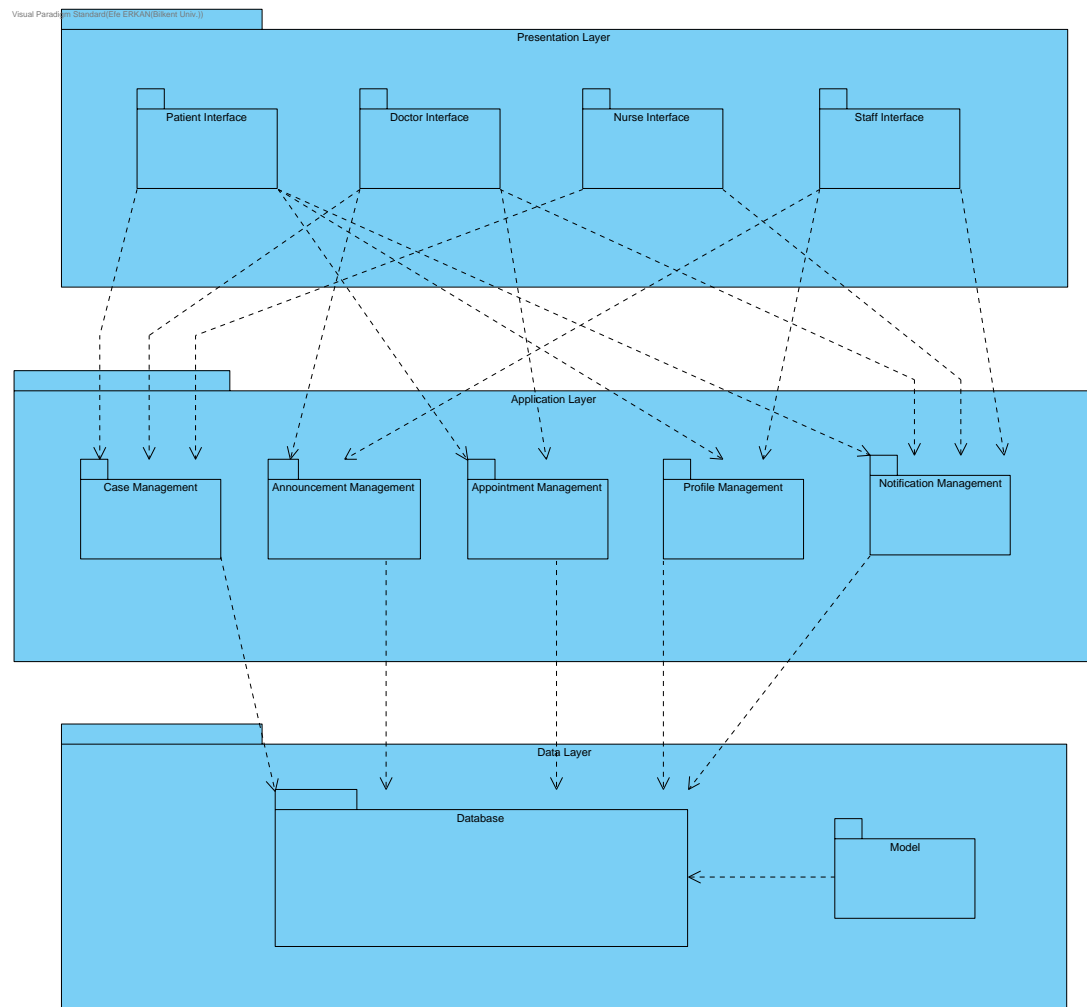 Visual Paradigm Standard(Efe ERKAN(Bilkent Univ.))
Presentation Layer
Patient Interface
Doctor Interface
Nurse Interface
Staff Interface
Application Layer
Case Management
Announcement Management
Appointment Management
Profile Management
Notification Management
Data Layer
Database
Model